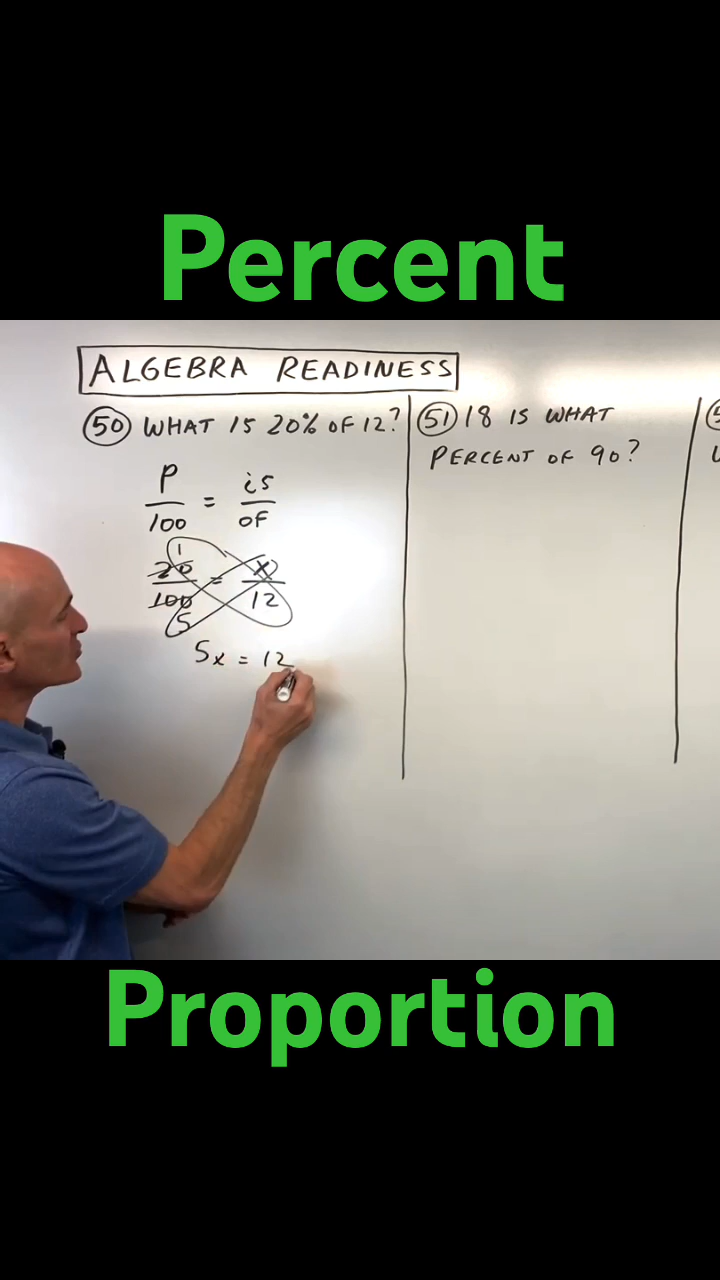 Percent
ALGEBRA READINESS
50 WHAT IS 20% OF 12?
P/100 = is/OF
1
20/100 = x/12
5
5x = 12
51 18 IS WHAT
PERCENT OF 90?
Proportion